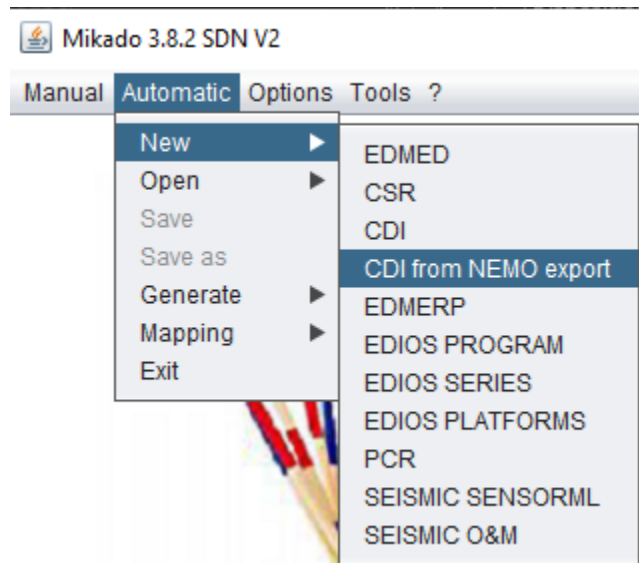 Mikado 3.8.2 SDN V2
Manual Automatic Options Tools ?
New
Open
Save
Save as
Generate
Mapping
Exit
EDMED
CSR
CDI
CDI from NEMO export
EDMERP
EDIOS PROGRAM
EDIOS SERIES
EDIOS PLATFORMS
PCR
SEISMIC SENSORML
SEISMIC O&M